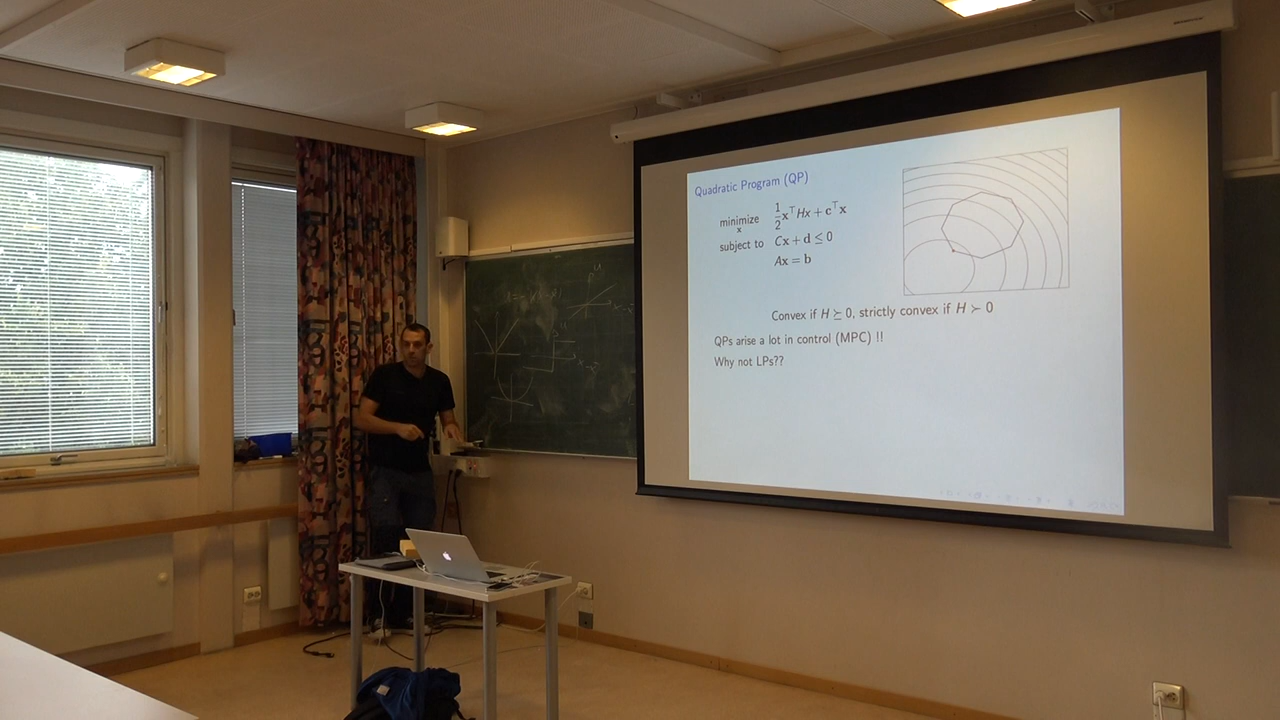 Quadratic Program (QP)
minimize x 1/2 x⊤Hx + c⊤x
subject to Cx + d ≤ 0
Ax = b
Convex if H ⪰ 0, strictly convex if H ≻ 0
QPs arise a lot in control (MPC) !!
Why not LPs??